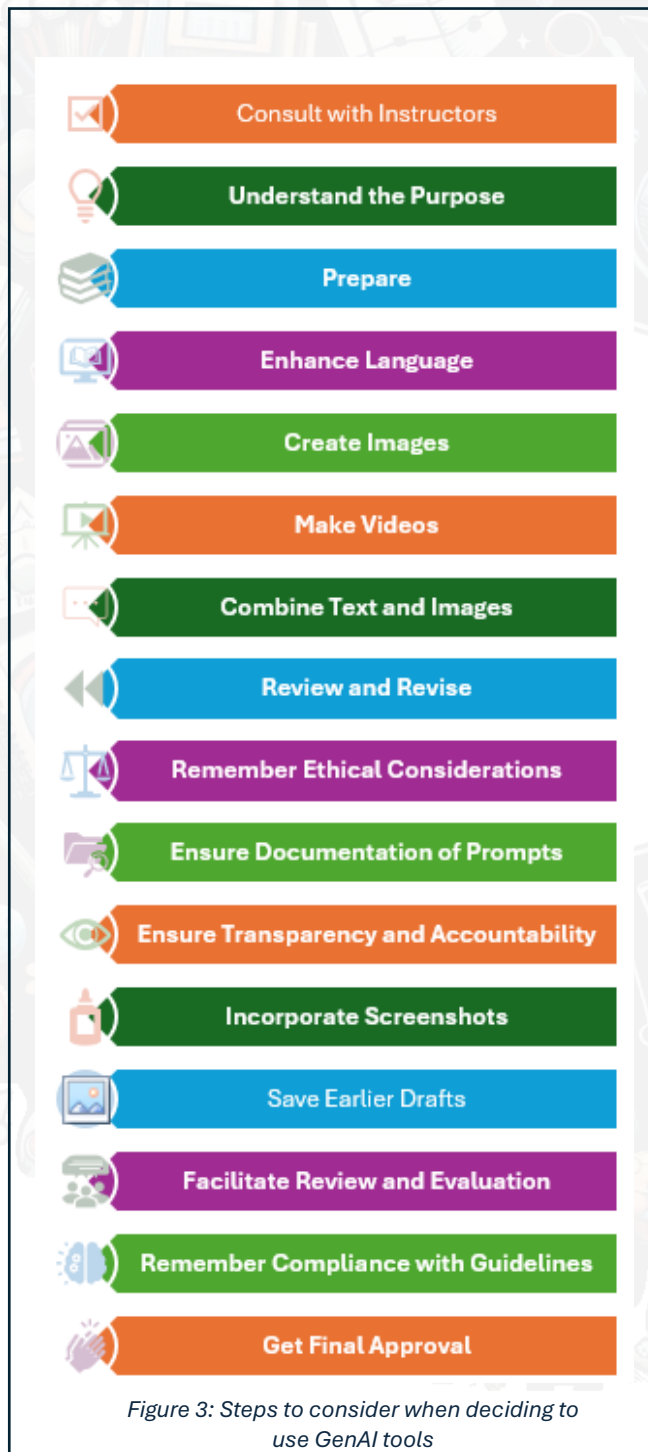 Consult with Instructors
Understand the Purpose
Prepare
Enhance Language
Create Images
Make Videos
Combine Text and Images
Review and Revise
Remember Ethical Considerations
Ensure Documentation of Prompts
Ensure Transparency and Accountability
Incorporate Screenshots
Save Earlier Drafts
Facilitate Review and Evaluation
Remember Compliance with Guidelines
Get Final Approval
Figure 3: Steps to consider when deciding to
use GenAI tools